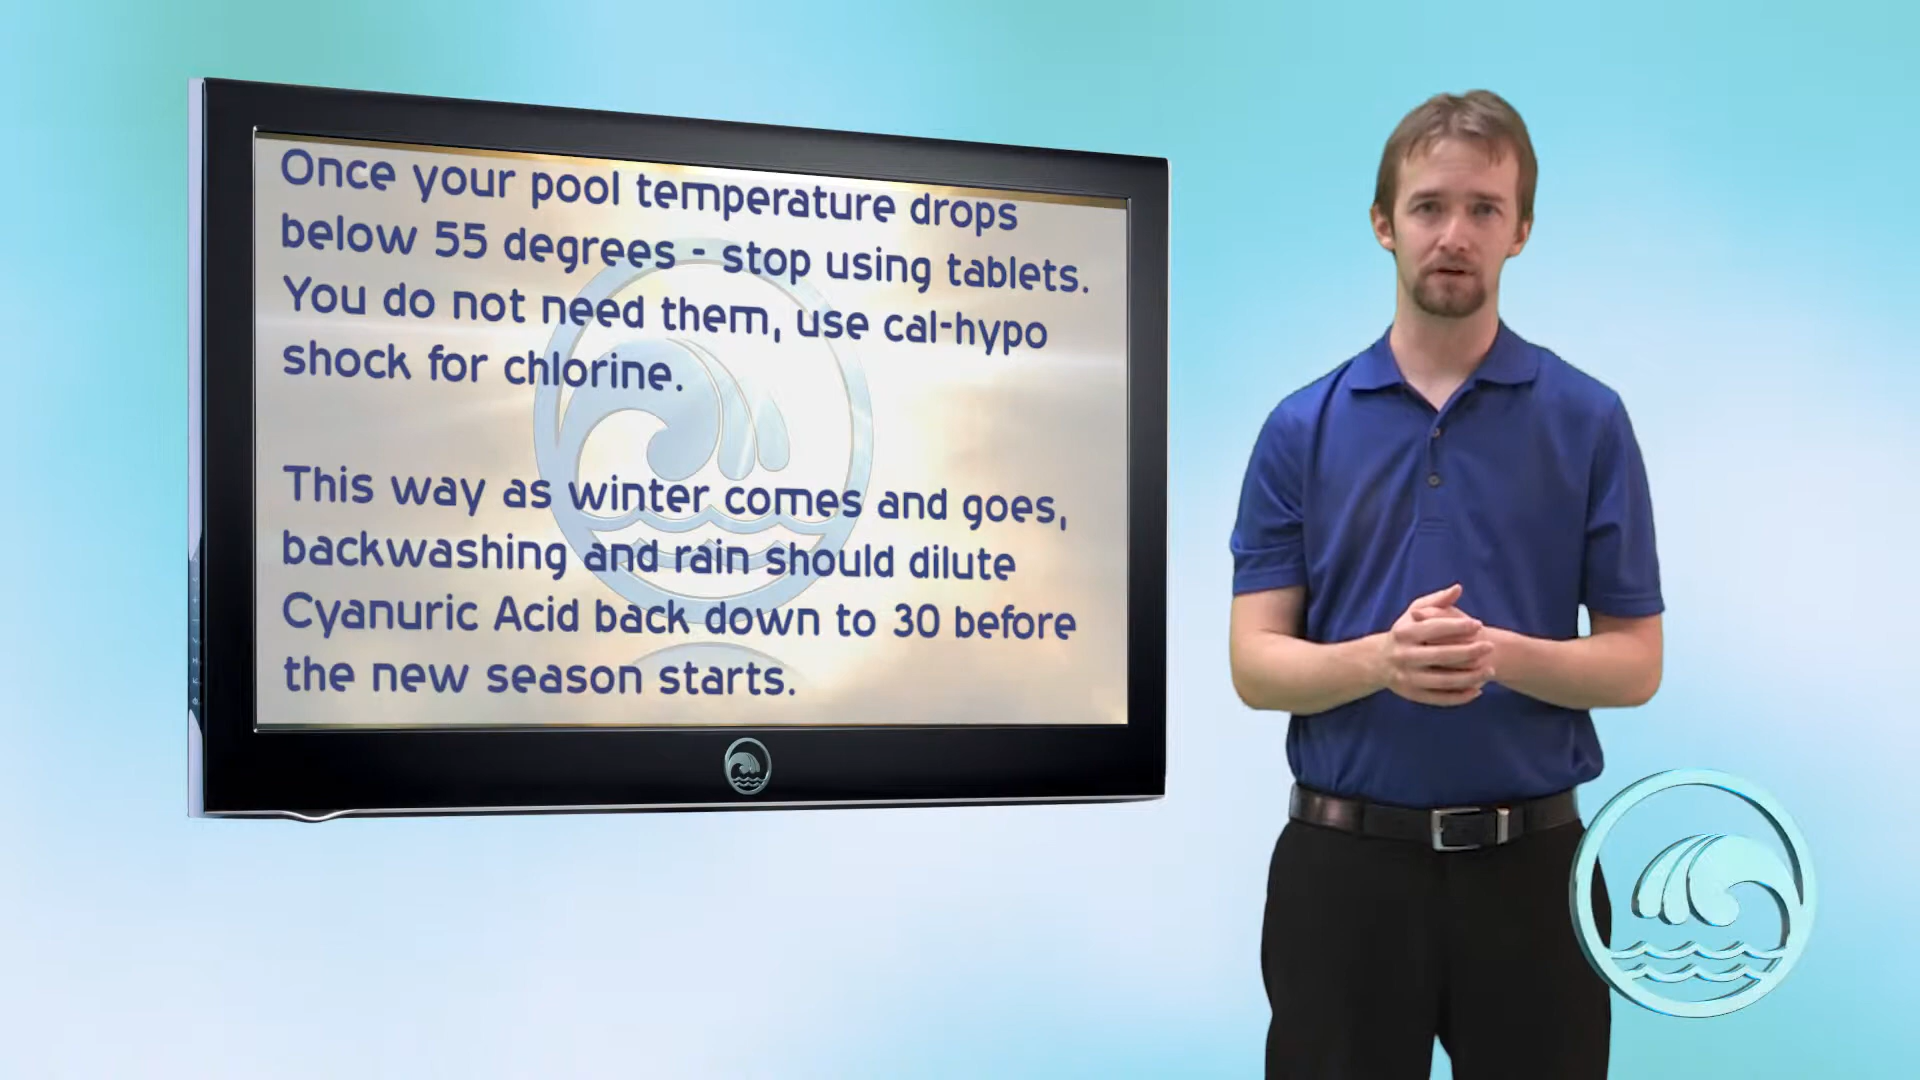 Once your pool temperature drops
below 55 degrees - stop using tablets.
You do not need them, use cal-hypo
shock for chlorine.
This way as winter comes and goes,
backwashing and rain should dilute
Cyanuric Acid back down to 30 before
the new season starts.